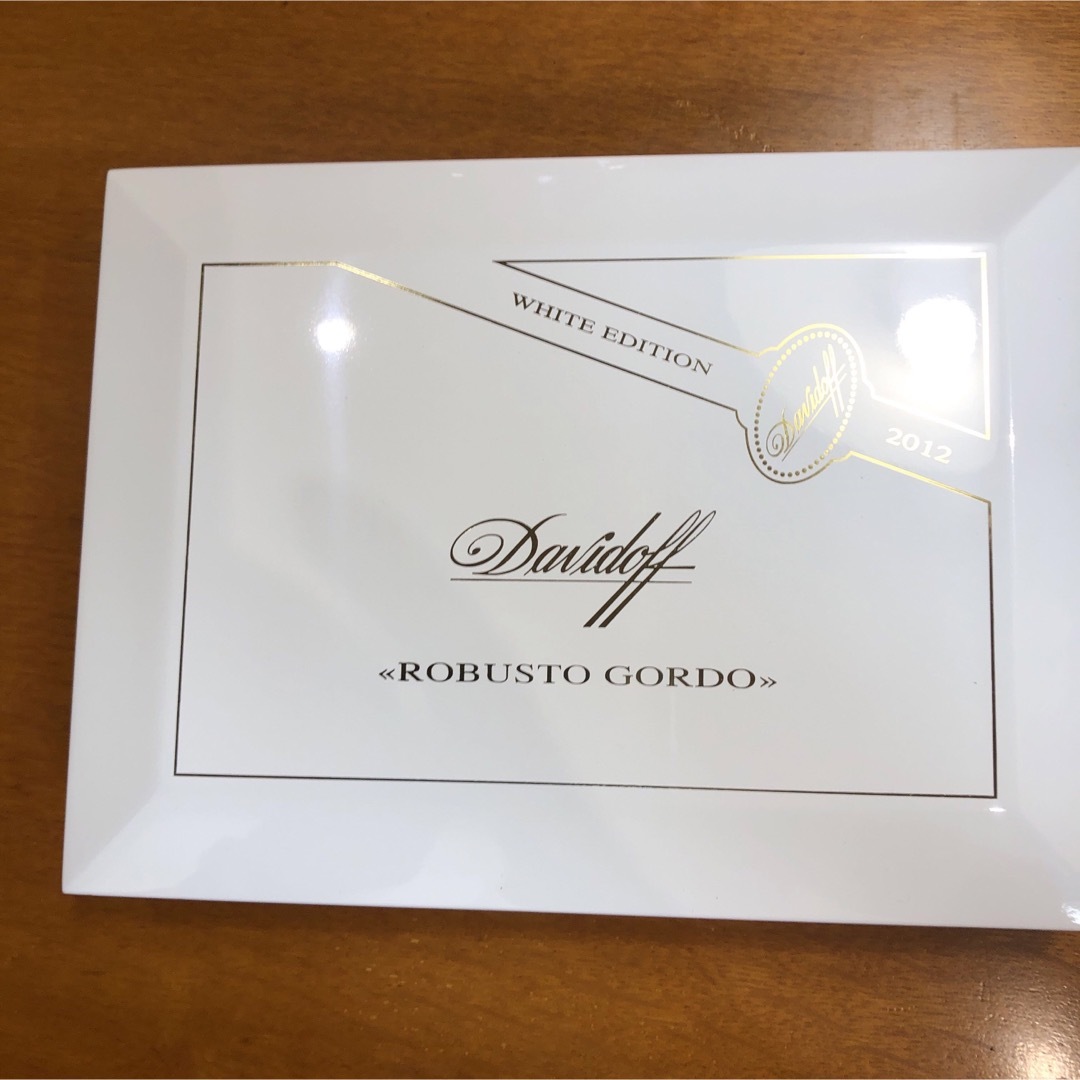 WHITE EDITION
Davidoff
2012
Davidoff
«ROBUSTO GORDO»